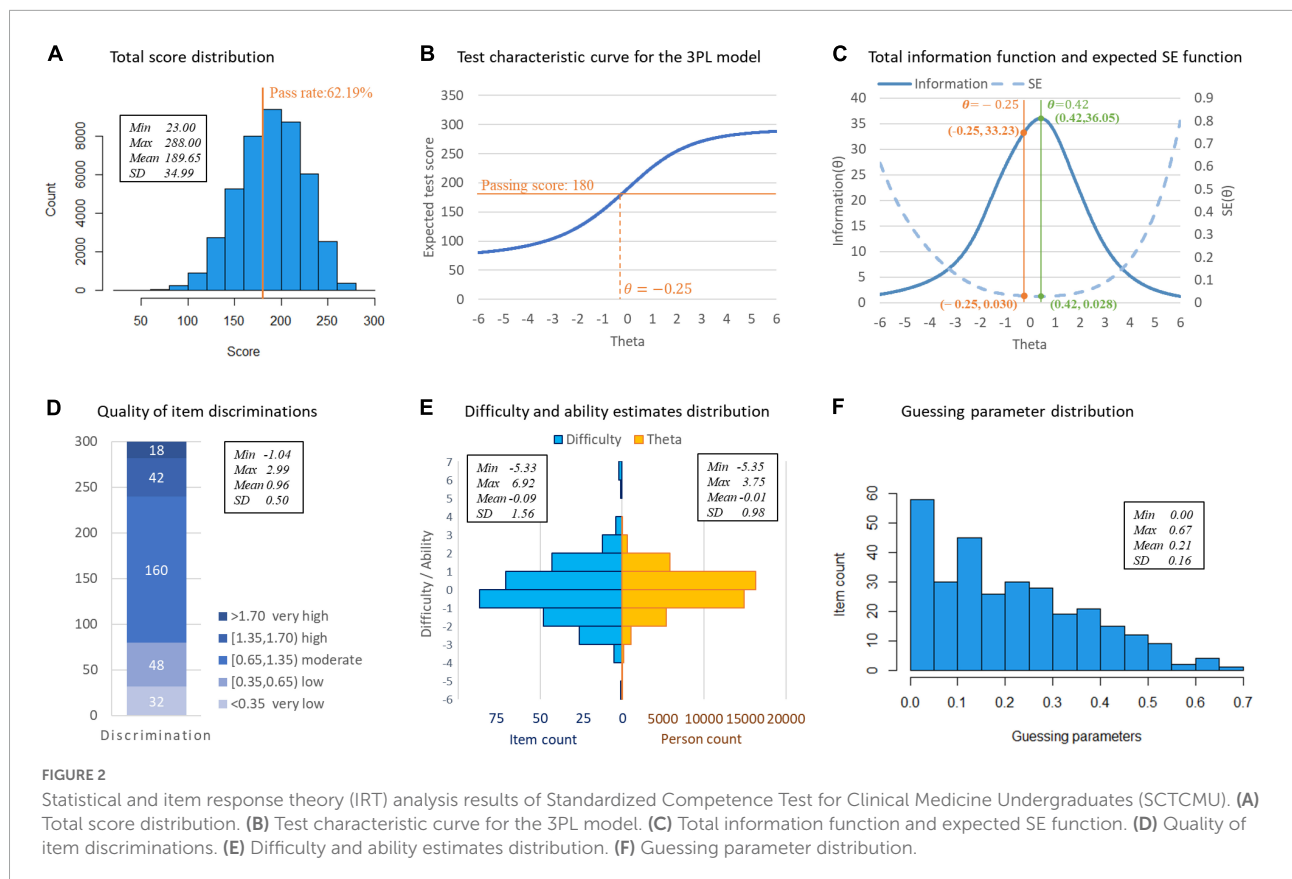 A Total score distribution
Pass rate:62.19%
Min 23.00
Max 288.00
Mean 189.65
SD 34.99
Count
0 2000 4000 6000 8000
50 100 150 200 250 300
Score
B Test characteristic curve for the 3PL model
350
300
250
200
150
100
50
0
Expected test score
Passing score: 180
θ = −0.25
-6 -5 -4 -3 -2 -1 0 1 2 3 4 5 6
Theta
C Total information function and expected SE function
Information SE
40
35
30
25
20
15
10
5
0
Information(θ)
θ= − 0.25
(-0.25, 33.23)
θ=0.42
(0.42,36.05)
(− 0.25, 0.030)
(0.42, 0.028)
0.9
0.8
0.7
0.6
0.5
0.4
0.3
0.2
0.1
0
SE(θ)
-6 -5 -4 -3 -2 -1 0 1 2 3 4 5 6
Theta
D Quality of item discriminations
300
250
200
150
100
50
0
18
42
160
48
32
Discrimination
Min -1.04
Max 2.99
Mean 0.96
SD 0.50
>1.70 very high
[1.35,1.70) high
[0.65,1.35) moderate
[0.35,0.65) low
<0.35 very low
E Difficulty and ability estimates distribution
Difficulty Theta
Min -5.33
Max 6.92
Mean -0.09
SD 1.56
Min -5.35
Max 3.75
Mean -0.01
SD 0.98
Difficulty / Ability
7
6
5
4
3
2
1
0
-1
-2
-3
-4
-5
-6
75 50 25 0 5000 10000 15000 20000
Item count Person count
F Guessing parameter distribution
Min 0.00
Max 0.67
Mean 0.21
SD 0.16
Item count
0 10 20 30 40 50 60
0.0 0.1 0.2 0.3 0.4 0.5 0.6 0.7
Guessing parameters
FIGURE 2
Statistical and item response theory (IRT) analysis results of Standardized Competence Test for Clinical Medicine Undergraduates (SCTCMU). (A)
Total score distribution. (B) Test characteristic curve for the 3PL model. (C) Total information function and expected SE function. (D) Quality of
item discriminations. (E) Difficulty and ability estimates distribution. (F) Guessing parameter distribution.